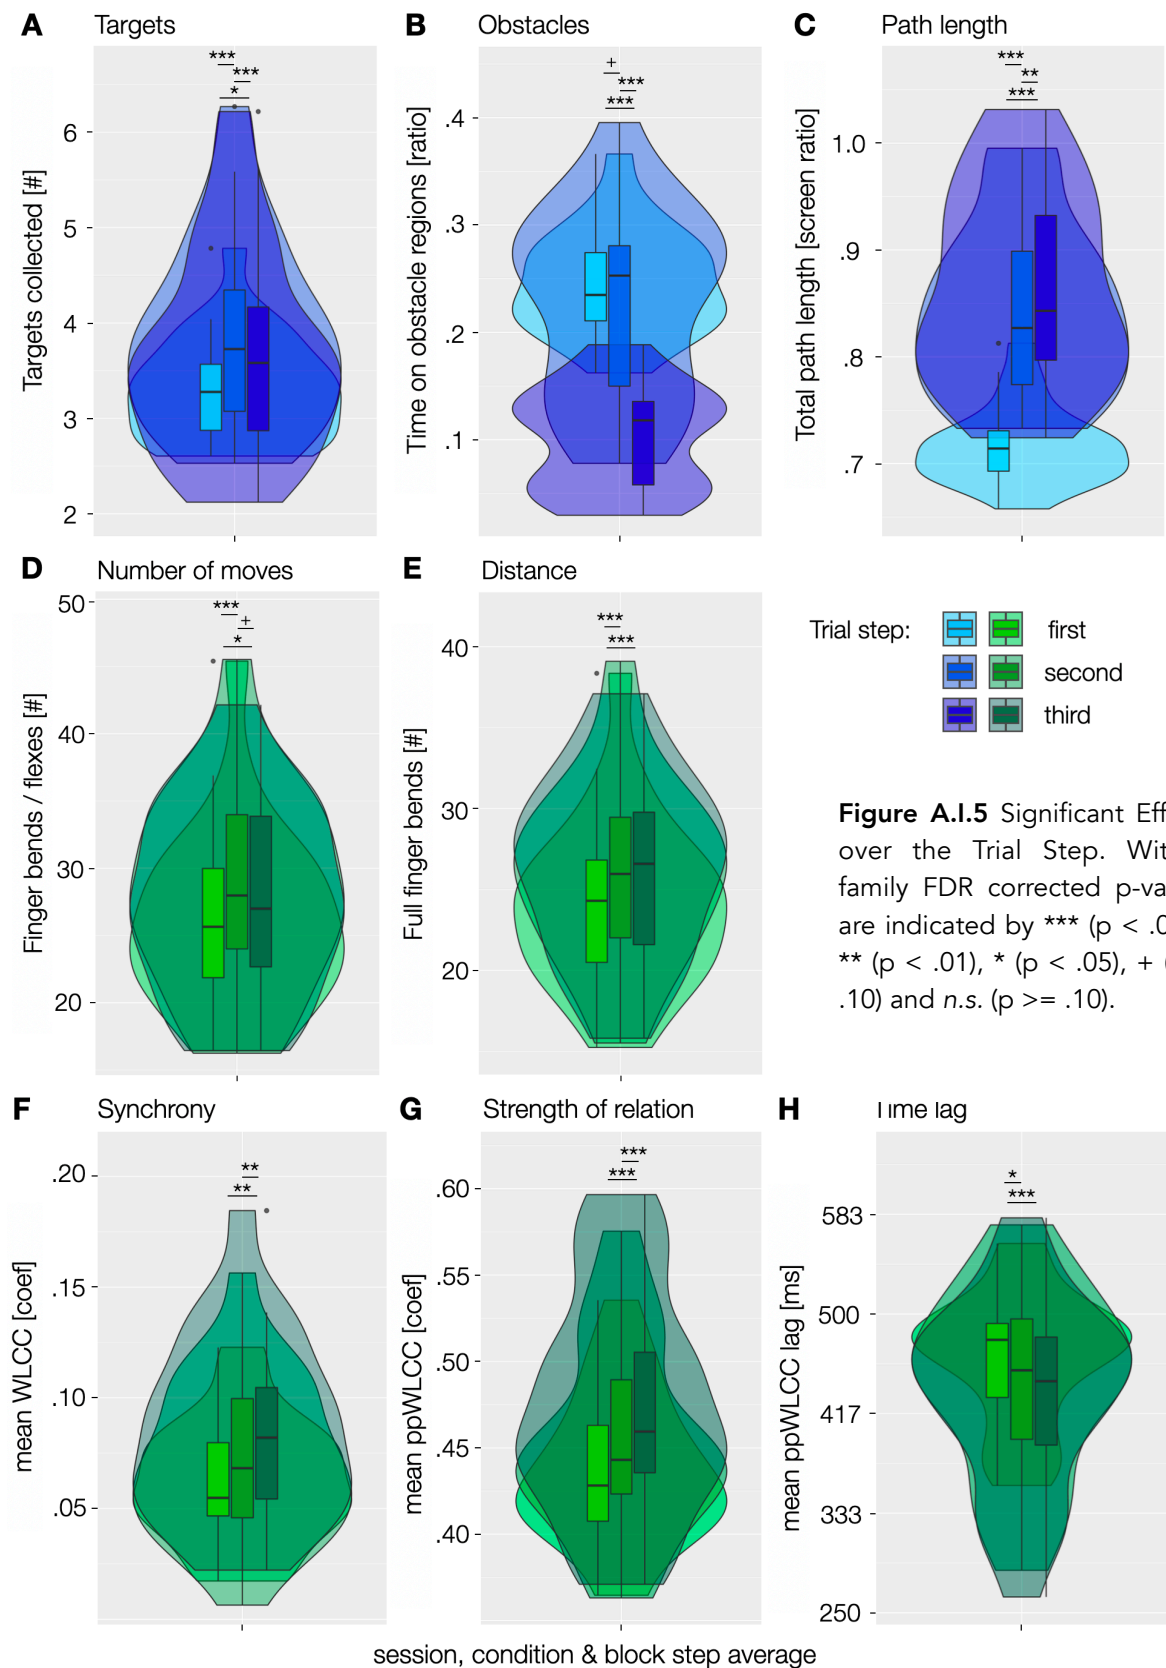 A Targets
B Obstacles
C Path length
***
***
*
+
***
***
***
**
***
Targets collected [#]
6
5
4
3
2
Time on obstacle regions [ratio]
.4
.3
.2
.1
Total path length [screen ratio]
1.0
.9
.8
.7
D Number of moves
E Distance
***
+
*
***
***
Finger bends / flexes [#]
50
40
30
20
Full finger bends [#]
40
30
20
Trial step:
first
second
third
Figure A.I.5 Significant Eff
over the Trial Step. Wit
family FDR corrected p-va
are indicated by *** (p < .0
** (p < .01), * (p < .05), + (
.10) and n.s. (p >= .10).
F Synchrony
G Strength of relation
H Time lag
**
**
***
***
*
***
mean WLCC [coef]
.20
.15
.10
.05
mean ppWLCC [coef]
.60
.55
.50
.45
.40
mean ppWLCC lag [ms]
583
500
417
333
250
session, condition & block step average